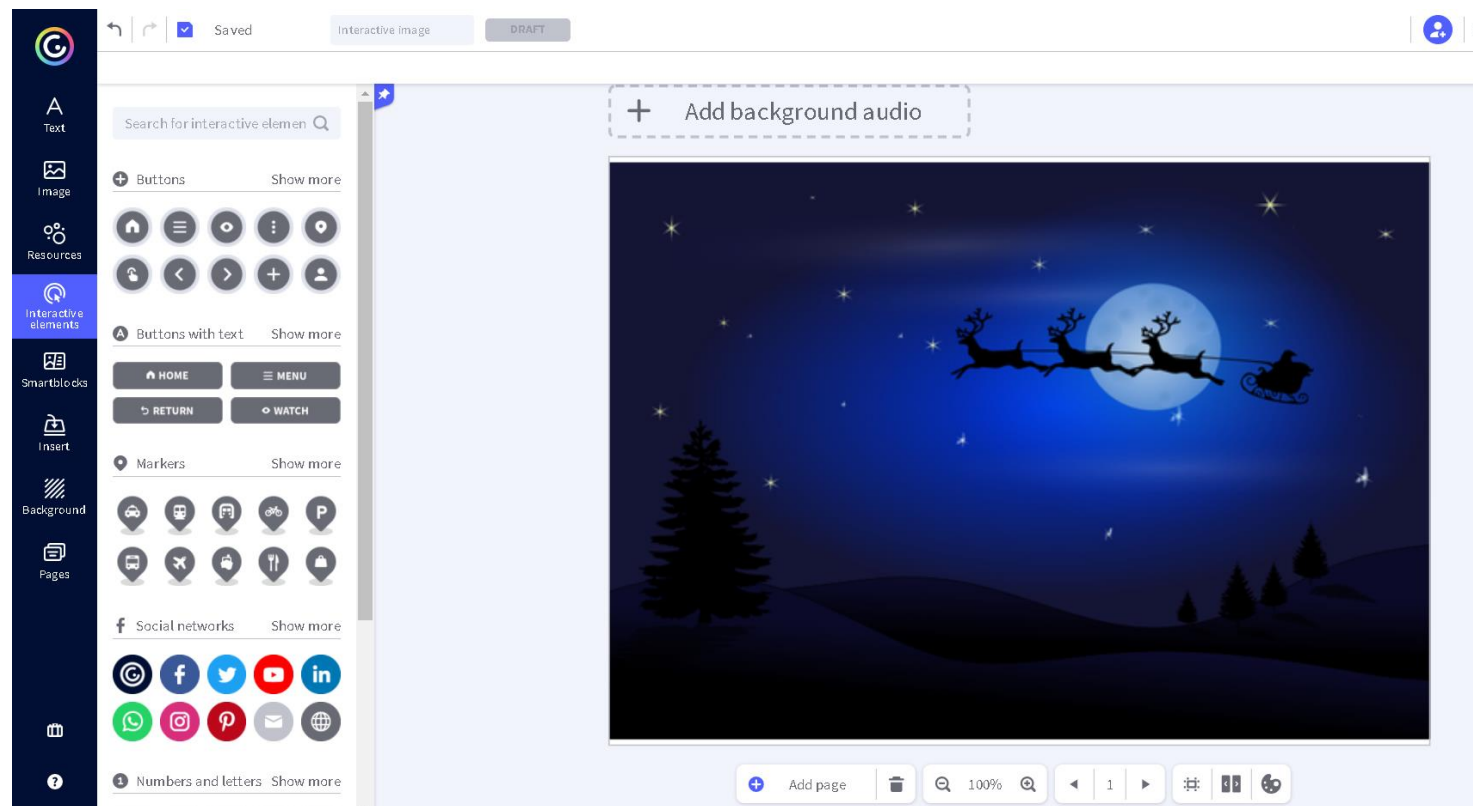 Saved
Interactive image
DRAFT
Text
Image
Resources
Interactive
elements
Smartblocks
Insert
Background
Pages
Search for interactive elemen
Buttons Show more
A Buttons with text Show more
HOME
MENU
RETURN
WATCH
Markers Show more
P
Social networks Show more
in
1 Numbers and letters Show more
Add background audio
Add page
100%
1